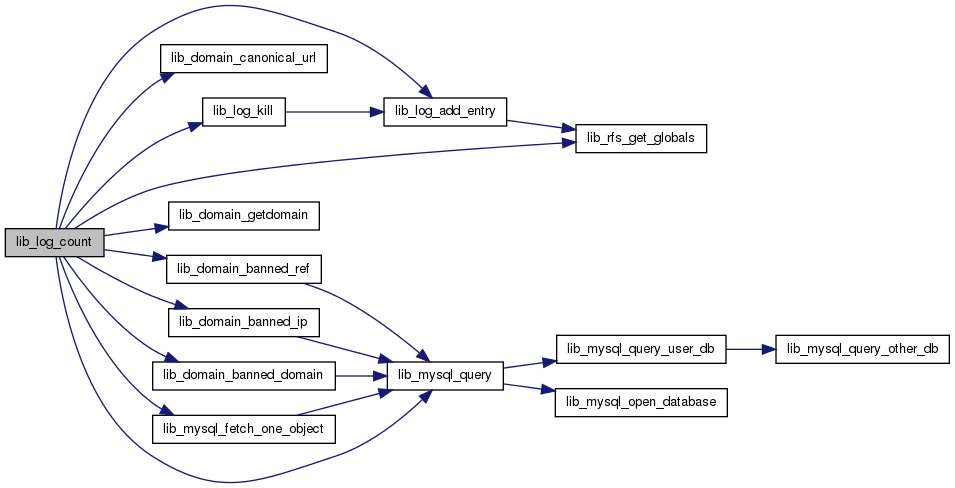 lib_domain_canonical_url
lib_log_kill
lib_log_add_entry
lib_rfs_get_globals
lib_domain_getdomain
lib_log_count
lib_domain_banned_ref
lib_domain_banned_ip
lib_mysql_query_user_db
lib_mysql_query_other_db
lib_domain_banned_domain
lib_mysql_query
lib_mysql_open_database
lib_mysql_fetch_one_object